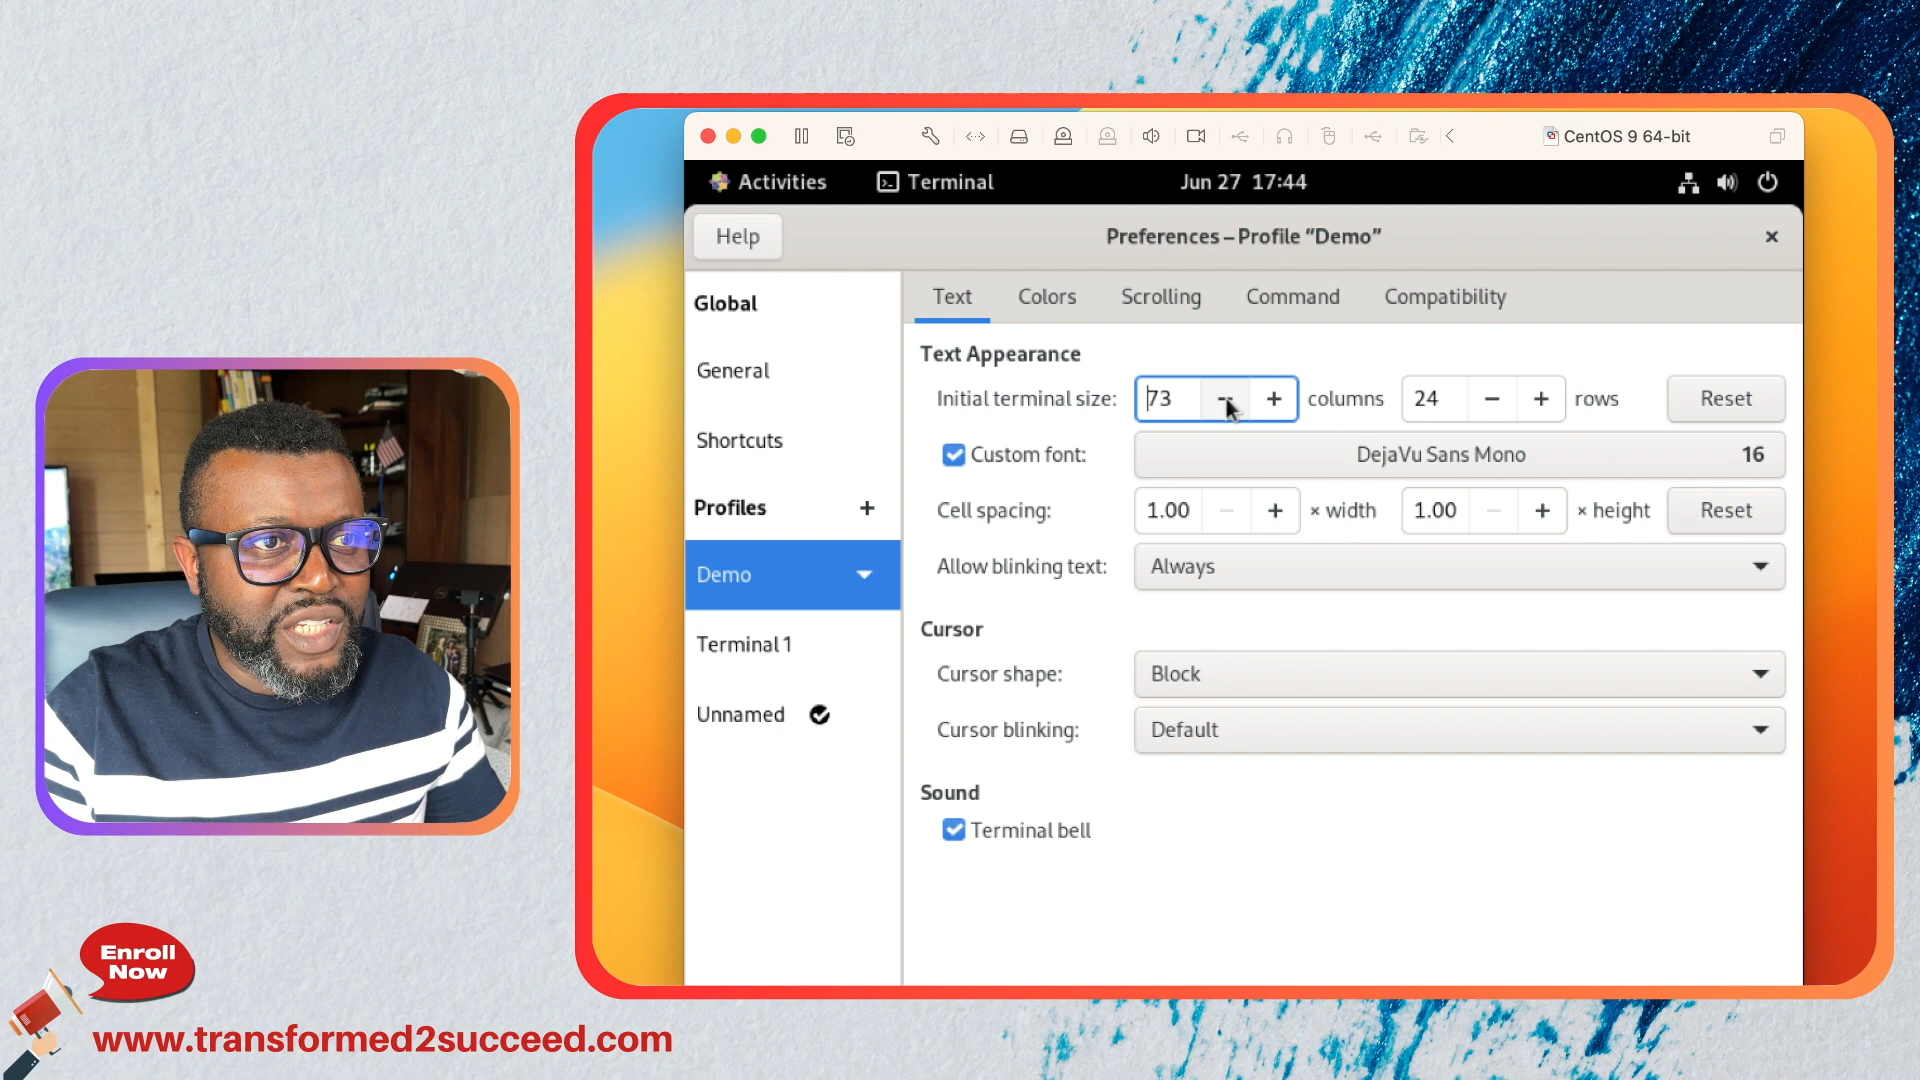 CentOS 9 64-bit
Activities
Terminal
Jun 27 17:44
Help
Preferences – Profile “Demo”
Global
General
Shortcuts
Profiles
Demo
Terminal 1
Unnamed
Text
Colors
Scrolling
Command
Compatibility
Text Appearance
Initial terminal size: 73 - + columns 24 - + rows Reset
Custom font: DejaVu Sans Mono 16
Cell spacing: 1.00 - + × width 1.00 - + × height Reset
Allow blinking text: Always
Cursor
Cursor shape: Block
Cursor blinking: Default
Sound
Terminal bell
Enroll
Now
www.transformed2succeed.com